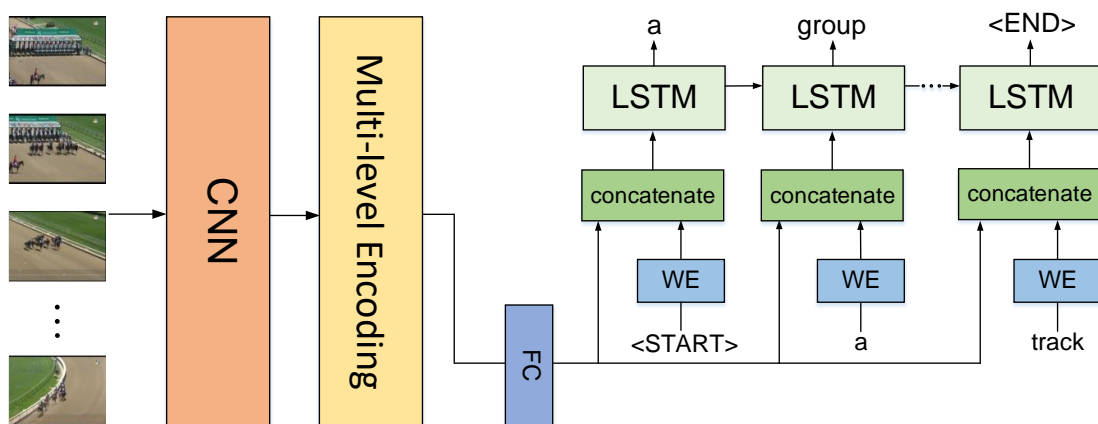 a group <END>
LSTM LSTM LSTM
concatenate concatenate concatenate
WE WE WE
<START> a track
CNN
Multi-level Encoding
FC